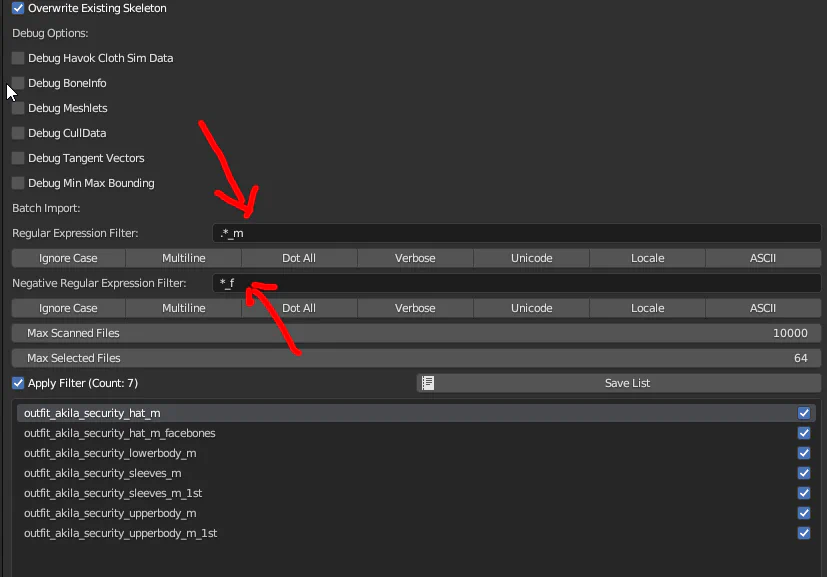 Overwrite Existing Skeleton
Debug Options:
Debug Havok Cloth Sim Data
Debug BoneInfo
Debug Meshlets
Debug CullData
Debug Tangent Vectors
Debug Min Max Bounding
Batch Import:
Regular Expression Filter: .*_m
Ignore Case Multiline Dot All Verbose Unicode Locale ASCII
Negative Regular Expression Filter: *_f
Ignore Case Multiline Dot All Verbose Unicode Locale ASCII
Max Scanned Files 10000
Max Selected Files 64
Apply Filter (Count: 7) Save List
outfit_akila_security_hat_m
outfit_akila_security_hat_m_facebones
outfit_akila_security_lowerbody_m
outfit_akila_security_sleeves_m
outfit_akila_security_sleeves_m_1st
outfit_akila_security_upperbody_m
outfit_akila_security_upperbody_m_1st